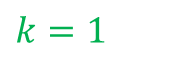 k = 1